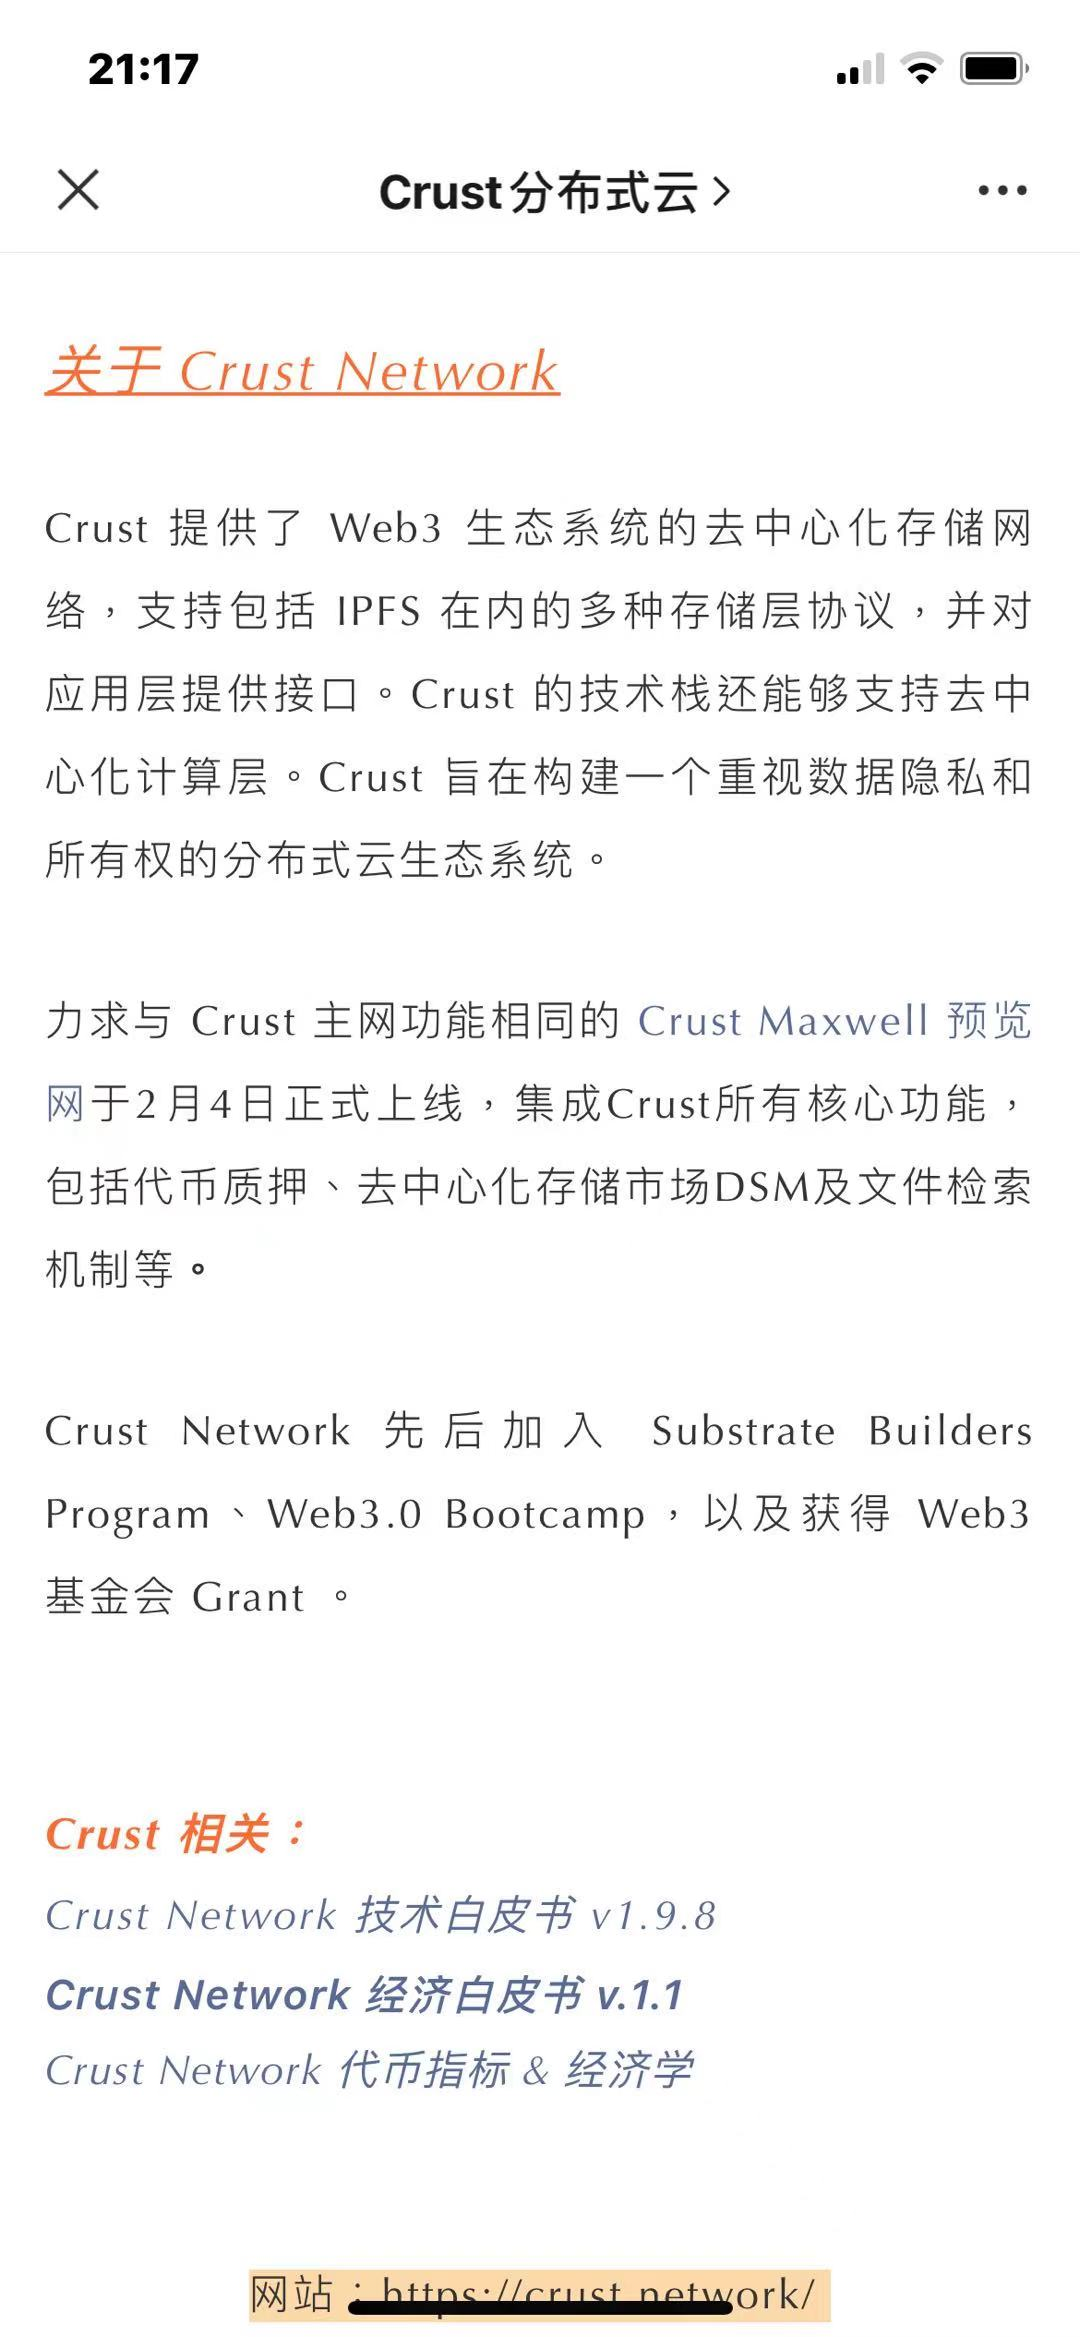 21:17
Crust分布式云
关于 Crust Network
Crust 提供了 Web3 生态系统的去中心化存储网
络，支持包括 IPFS 在内的多种存储层协议，并对
应用层提供接口。Crust 的技术栈还能够支持去中
心化计算层。Crust 旨在构建一个重视数据隐私和
所有权的分布式云生态系统。
力求与 Crust 主网功能相同的 Crust Maxwell 预览
网于2月4日正式上线，集成Crust所有核心功能，
包括代币质押、去中心化存储市场DSM及文件检索
机制等。
Crust Network 先后加入 Substrate Builders
Program、Web3.0 Bootcamp，以及获得 Web3
基金会 Grant 。
Crust 相关：
Crust Network 技术白皮书 v1.9.8
Crust Network 经济白皮书 v.1.1
Crust Network 代币指标 & 经济学
网站：https://crust.network/